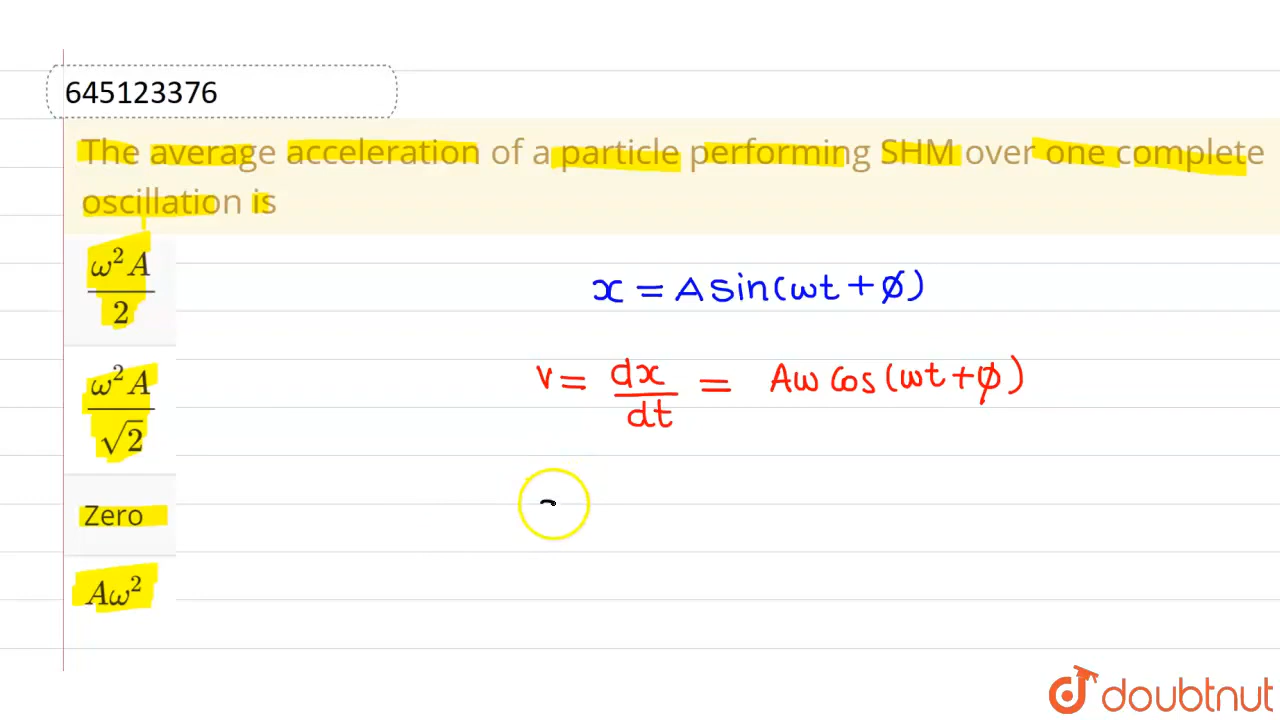 645123376
The average acceleration of a particle performing SHM over one complete
oscillation is
ω²A/2
x = A sin(ωt + ϕ)
v = dx/dt = Aω Cos(ωt + ϕ)
ω²A/√2
Zero
Aω²
doubtnut